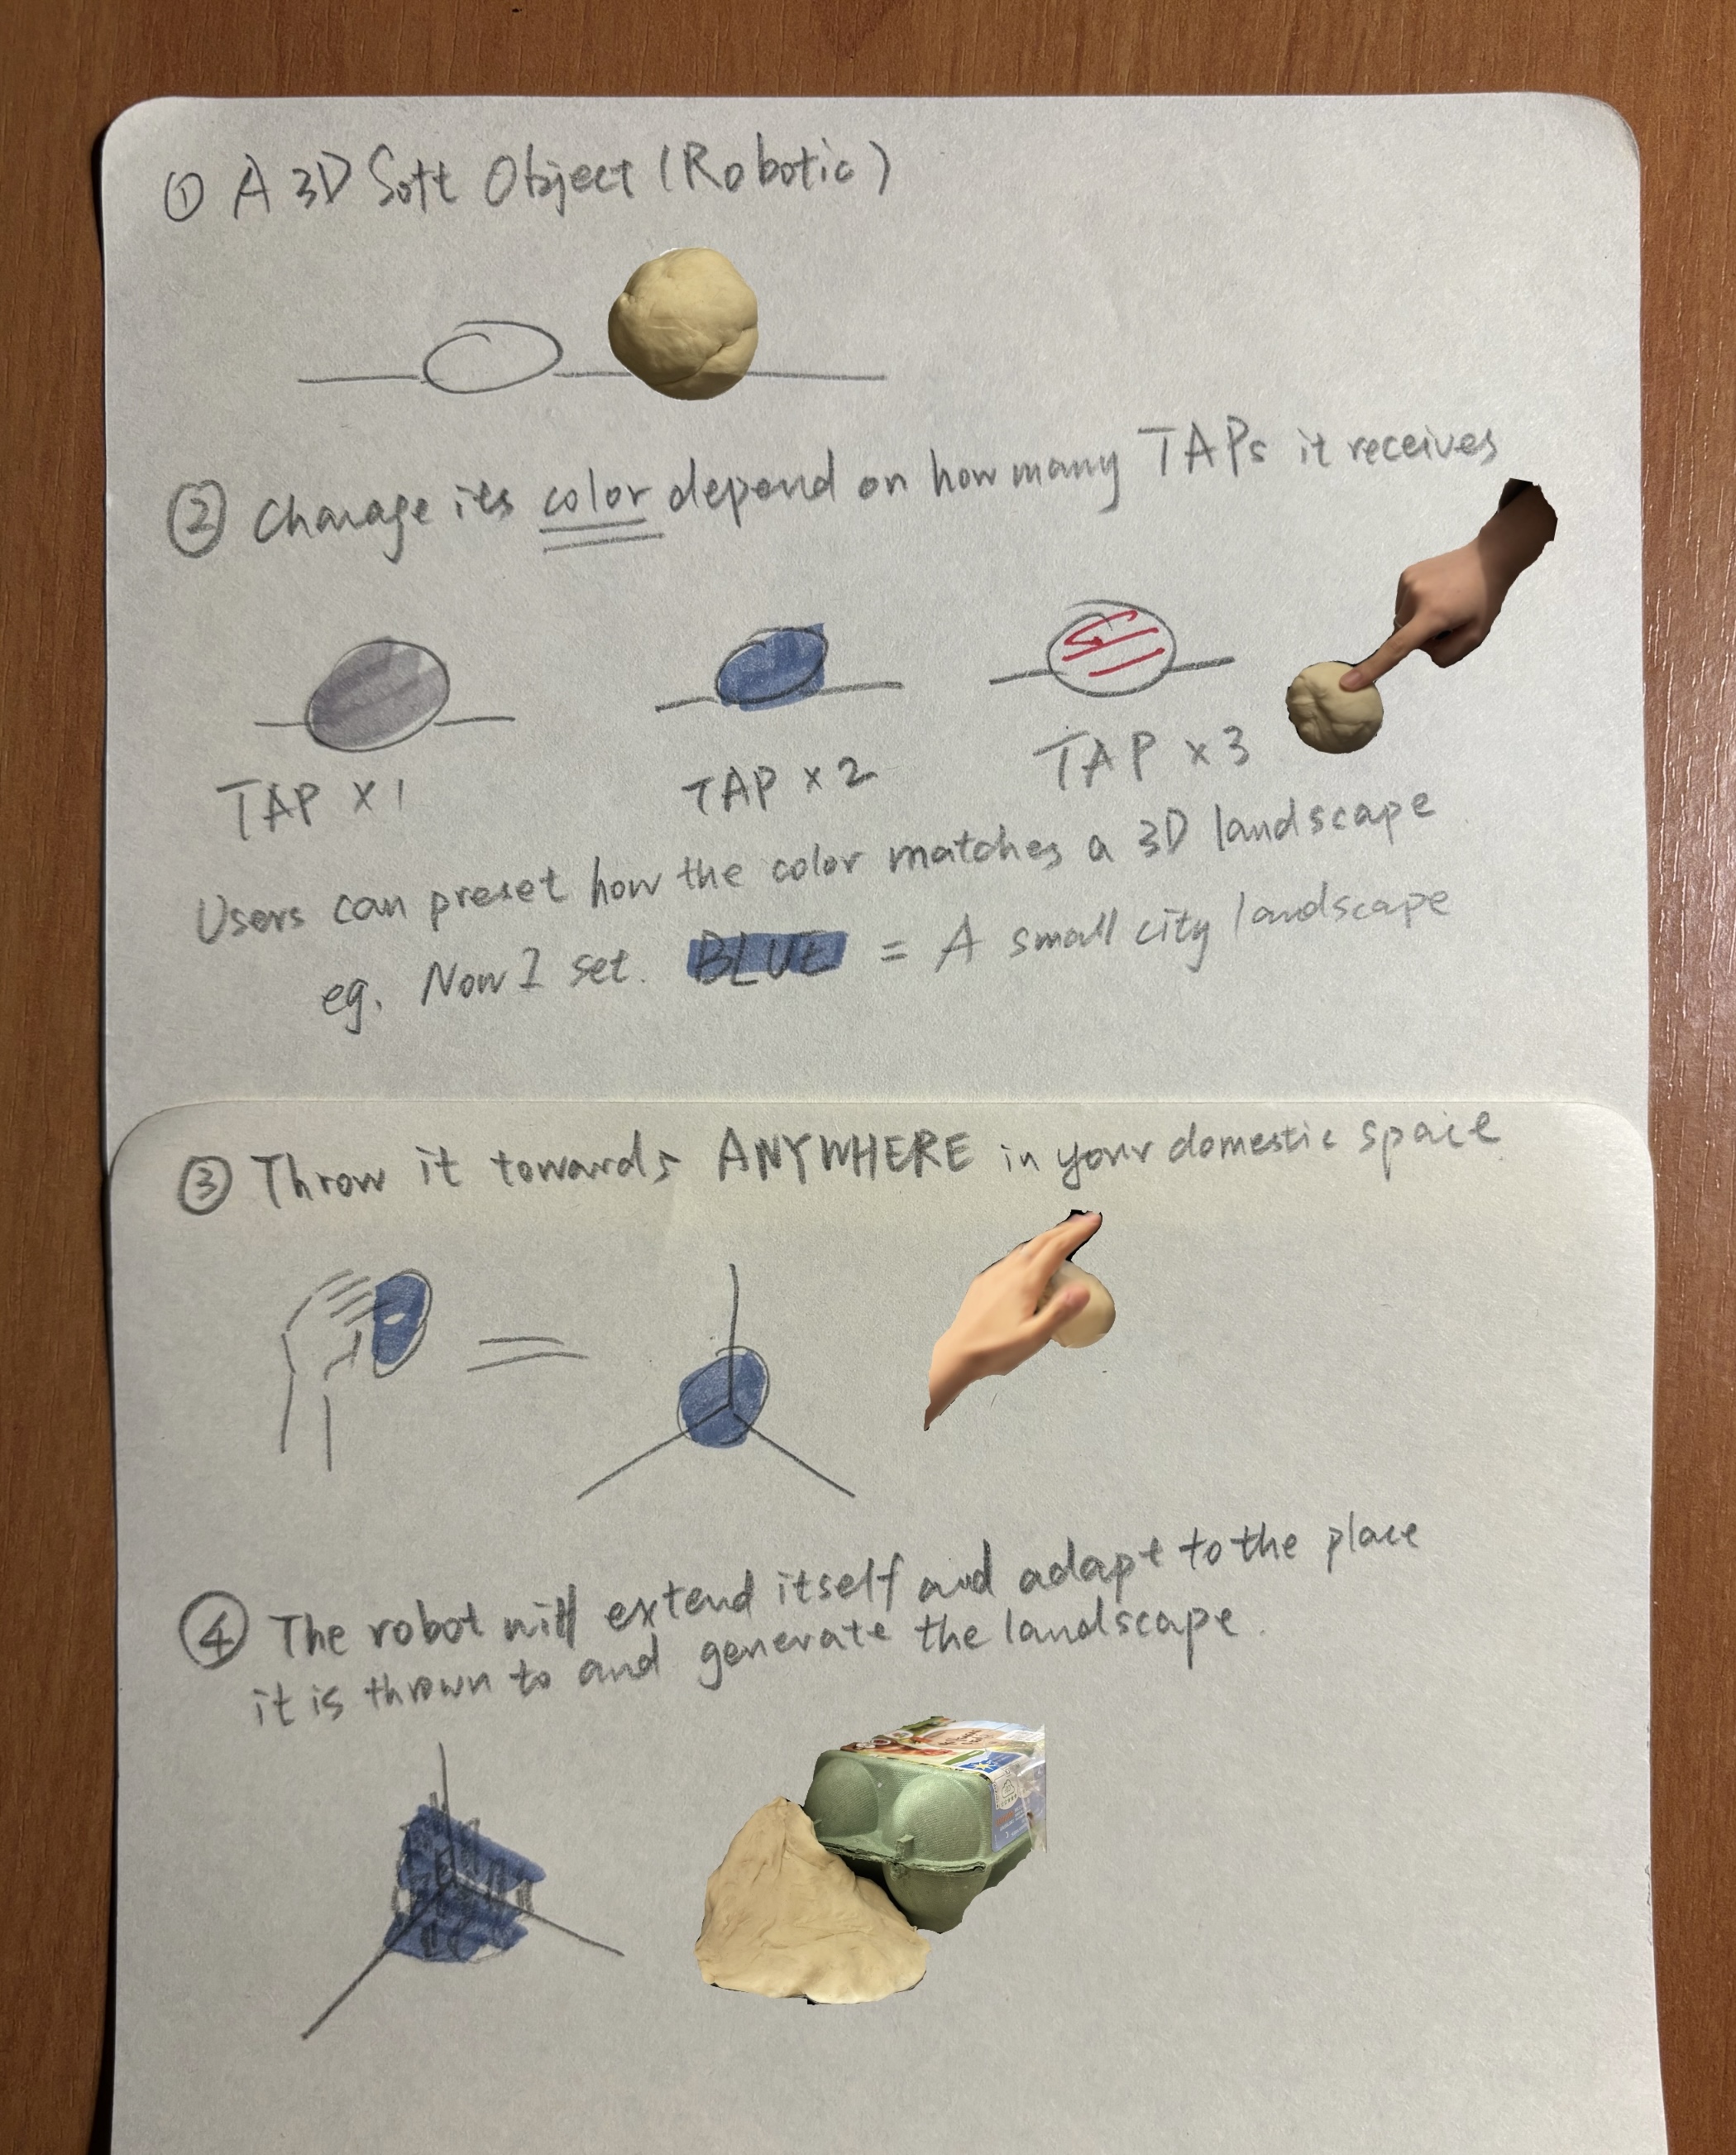 ① A 3D Soft Object (Robotic)
② Change its color depend on how many TAPs it receives
TAP x 1
TAP x 2
TAP x 3
Users can preset how the color matches a 3D landscape
eg. Now I set. BLUE = A small city landscape
③ Throw it towards ANYWHERE in your domestic space
④ The robot will extend itself and adapt to the place
it is thrown to and generate the landscape.